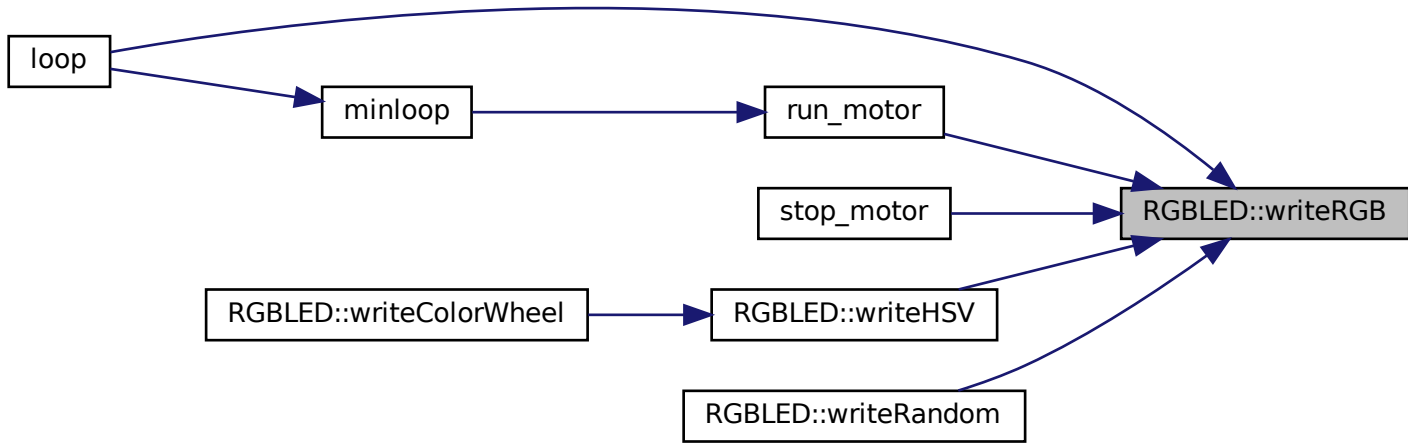 loop
minloop
run_motor
stop_motor
RGBLED::writeRGB
RGBLED::writeColorWheel
RGBLED::writeHSV
RGBLED::writeRandom